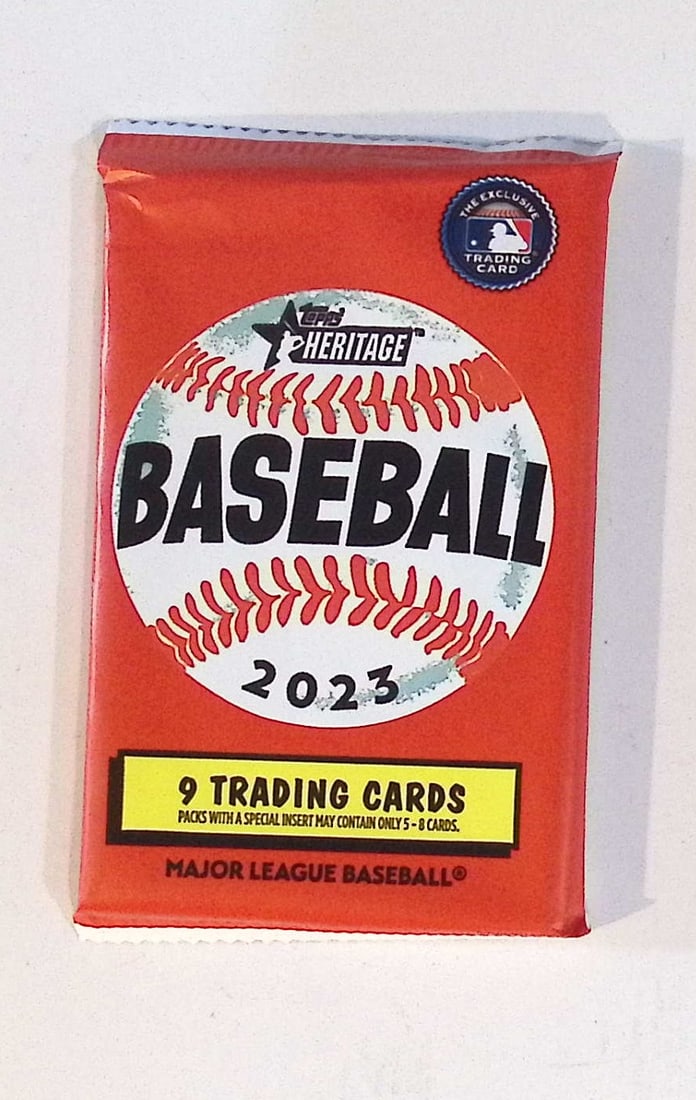 THE EXCLUSIVE
TRADING
CARD
TOPPS
HERITAGE™
BASEBALL
2023
9 TRADING CARDS
PACKS WITH A SPECIAL INSERT MAY CONTAIN ONLY 5 - 8 CARDS.
MAJOR LEAGUE BASEBALL®